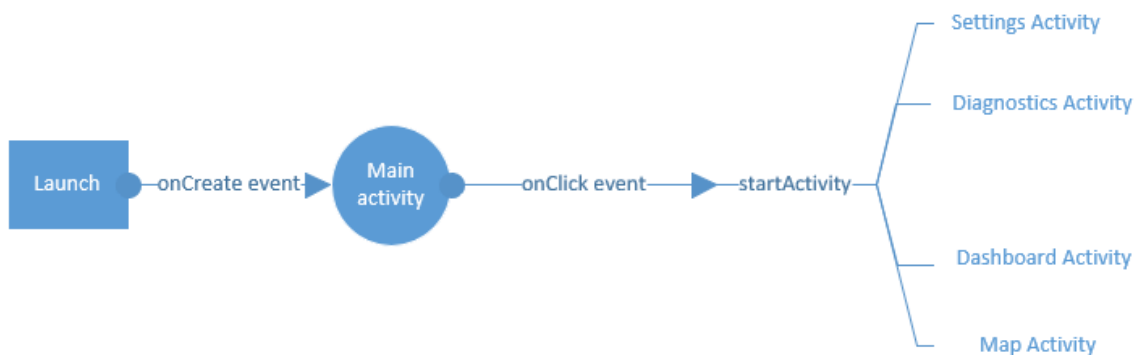 Settings Activity
Diagnostics Activity
Launch
onCreate event
Main
activity
onClick event
startActivity
Dashboard Activity
Map Activity